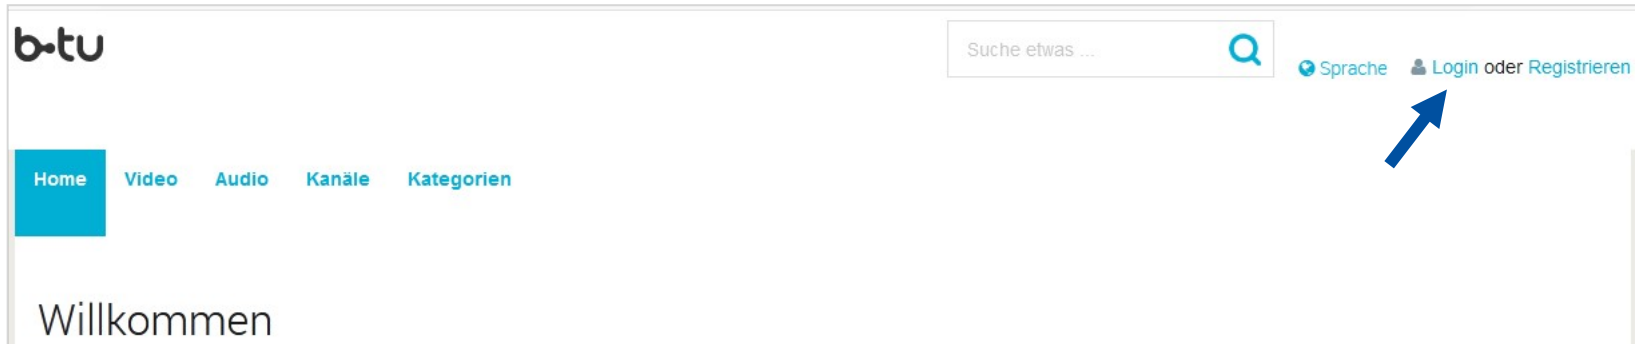 b-tu
Suche etwas ...
Sprache
Login oder Registrieren
Home Video Audio Kanäle Kategorien
Willkommen